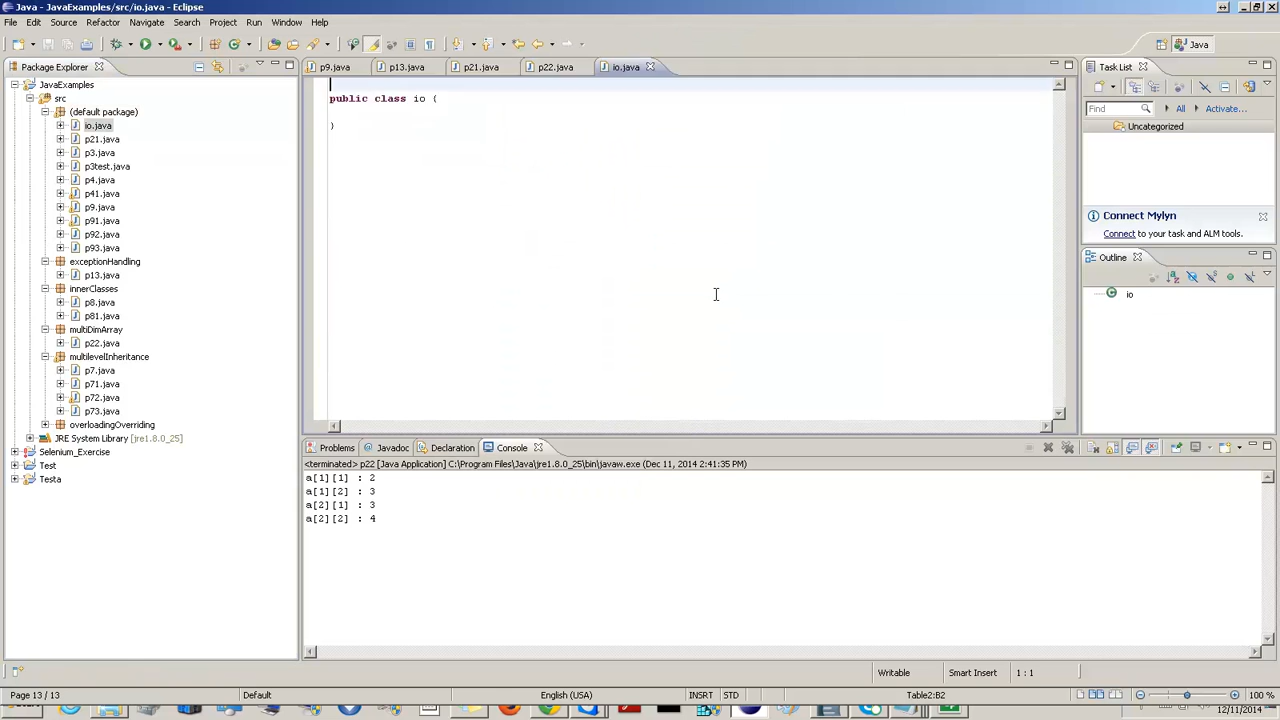 Java - JavaExamples/src/io.java - Eclipse
File Edit Source Refactor Navigate Search Project Run Window Help
Java
Package Explorer
p9.java p13.java p21.java p22.java io.java
Task List
JavaExamples
src
(default package)
io.java
p21.java
p3.java
p3test.java
p4.java
p41.java
p9.java
p91.java
p92.java
p93.java
exceptionHandling
p13.java
innerClasses
p8.java
p81.java
multiDimArray
p22.java
multilevelInheritance
p7.java
p71.java
p72.java
p73.java
overloadingOverriding
JRE System Library [jre1.8.0_25]
Selenium_Exercise
Test
Testa
public class io {
}
Find All Activate...
Uncategorized
Connect Mylyn
Connect to your task and ALM tools.
Outline
io
Problems Javadoc Declaration Console
<terminated> p22 [Java Application] C:\Program Files\Java\jre1.8.0_25\bin\javaw.exe (Dec 11, 2014 2:41:35 PM)
a[1][1] : 2
a[1][2] : 3
a[2][1] : 3
a[2][2] : 4
Writable Smart Insert 1 : 1
Page 13 / 13 Default English (USA) INSRT STD Table2:B2 100 %
12/11/2014